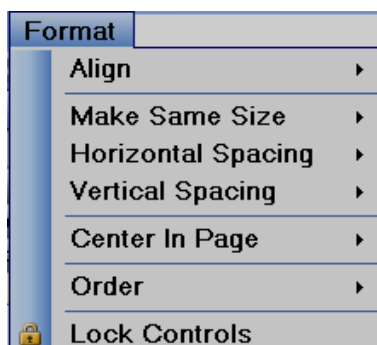 Format
Align
Make Same Size
Horizontal Spacing
Vertical Spacing
Center In Page
Order
Lock Controls